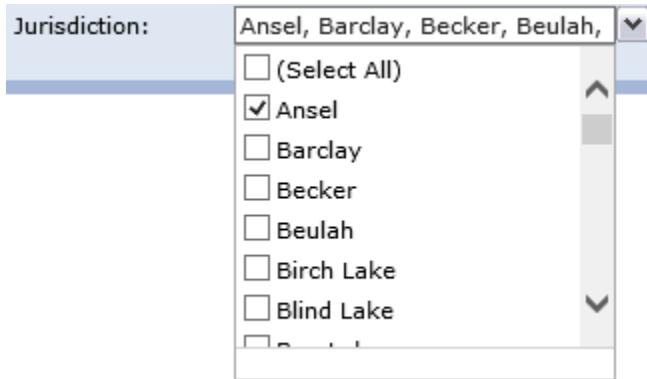 Jurisdiction:
Ansel, Barclay, Becker, Beulah,
(Select All)
Ansel
Barclay
Becker
Beulah
Birch Lake
Blind Lake